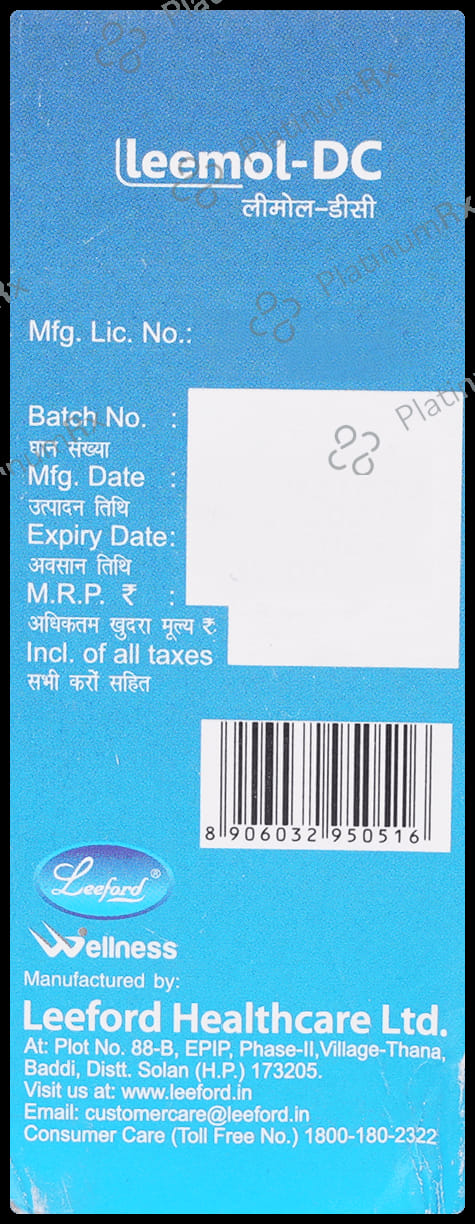 PlatinumRx
leemol-DC
लीमोल-डीसी
PlatinumRx
Mfg. Lic. No.:
Batch No. :
घान संख्या
Mfg. Date :
उत्पादन तिथि
Expiry Date:
अवसान तिथि
M.R.P. ₹ :
अधिकतम खुदरा मूल्य ₹
Incl. of all taxes
सभी करों सहित
8 906032 950516
Leeford®
Wellness
Manufactured by:
Leeford Healthcare Ltd.
At: Plot No. 88-B, EPIP, Phase-II,Village-Thana,
Baddi, Distt. Solan (H.P.) 173205.
Visit us at: www.leeford.in
Email: customercare@leeford.in
Consumer Care (Toll Free No.) 1800-180-2322